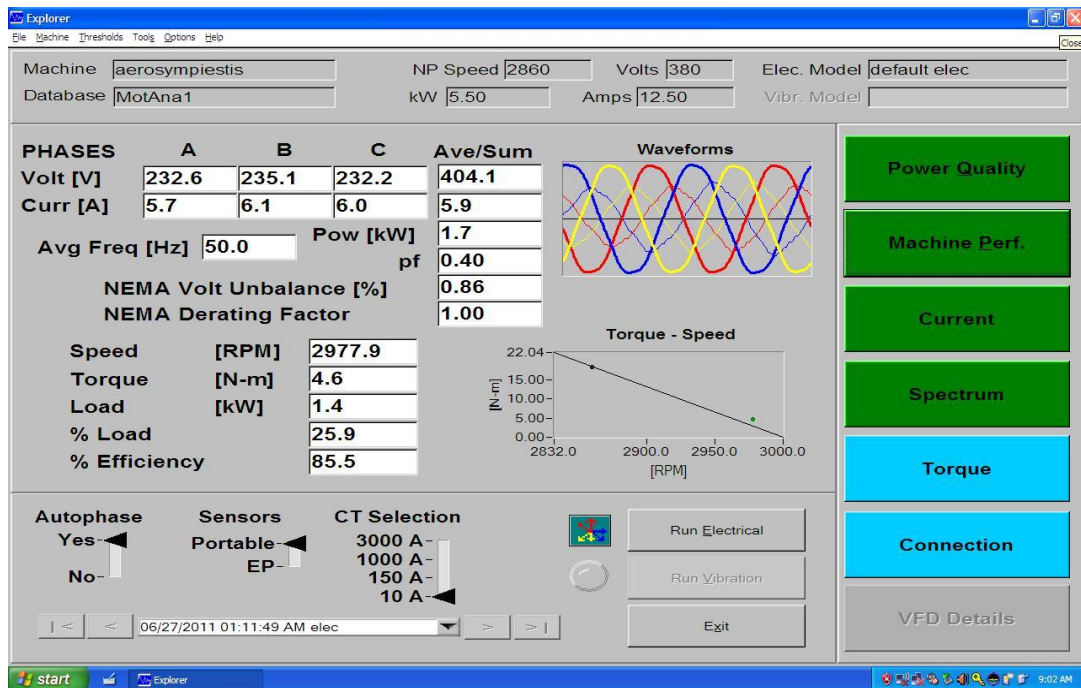 Explorer
File Machine Thresholds Tools Options Help
Close
Machine aerosympiestis NP Speed 2860 Volts 380 Elec. Model default elec
Database MotAna1 kW 5.50 Amps 12.50 Vibr. Model
PHASES A B C Ave/Sum
Volt [V] 232.6 235.1 232.2 404.1
Curr [A] 5.7 6.1 6.0 5.9
Avg Freq [Hz] 50.0 Pow [kW] 1.7
pf 0.40
NEMA Volt Unbalance [%] 0.86
NEMA Derating Factor 1.00
Speed [RPM] 2977.9
Torque [N-m] 4.6
Load [kW] 1.4
% Load 25.9
% Efficiency 85.5
Waveforms
Torque - Speed
22.04
15.00
10.00
5.00
0.00
[N-m]
2832.0 2900.0 2950.0 3000.0
[RPM]
Power Quality
Machine Perf.
Current
Spectrum
Torque
Connection
VFD Details
Autophase
Yes
No
Sensors
Portable
EP
CT Selection
3000 A
1000 A
150 A
10 A
Run Electrical
Run Vibration
Exit
|< < 06/27/2011 01:11:49 AM elec > >|
start Explorer 9:02 AM